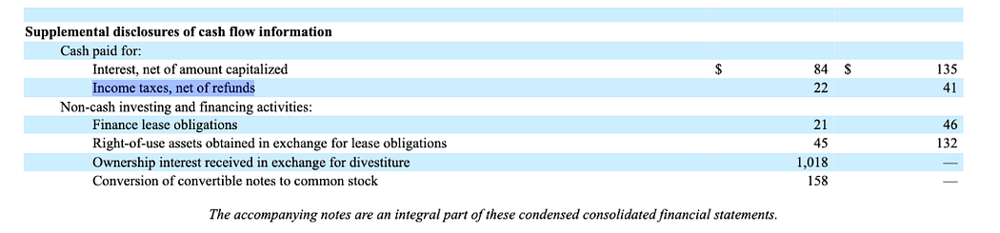 Supplemental disclosures of cash flow information
Cash paid for:
Interest, net of amount capitalized $ 84 $ 135
Income taxes, net of refunds 22 41
Non-cash investing and financing activities:
Finance lease obligations 21 46
Right-of-use assets obtained in exchange for lease obligations 45 132
Ownership interest received in exchange for divestiture 1,018 —
Conversion of convertible notes to common stock 158 —
The accompanying notes are an integral part of these condensed consolidated financial statements.